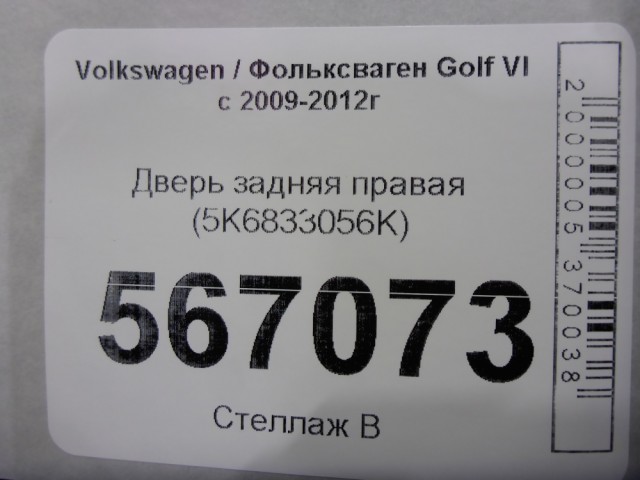 Volkswagen / Фольксваген Golf VI
с 2009-2012г
Дверь задняя правая
(5K6833056K)
567073
Стеллаж В
2000005370038